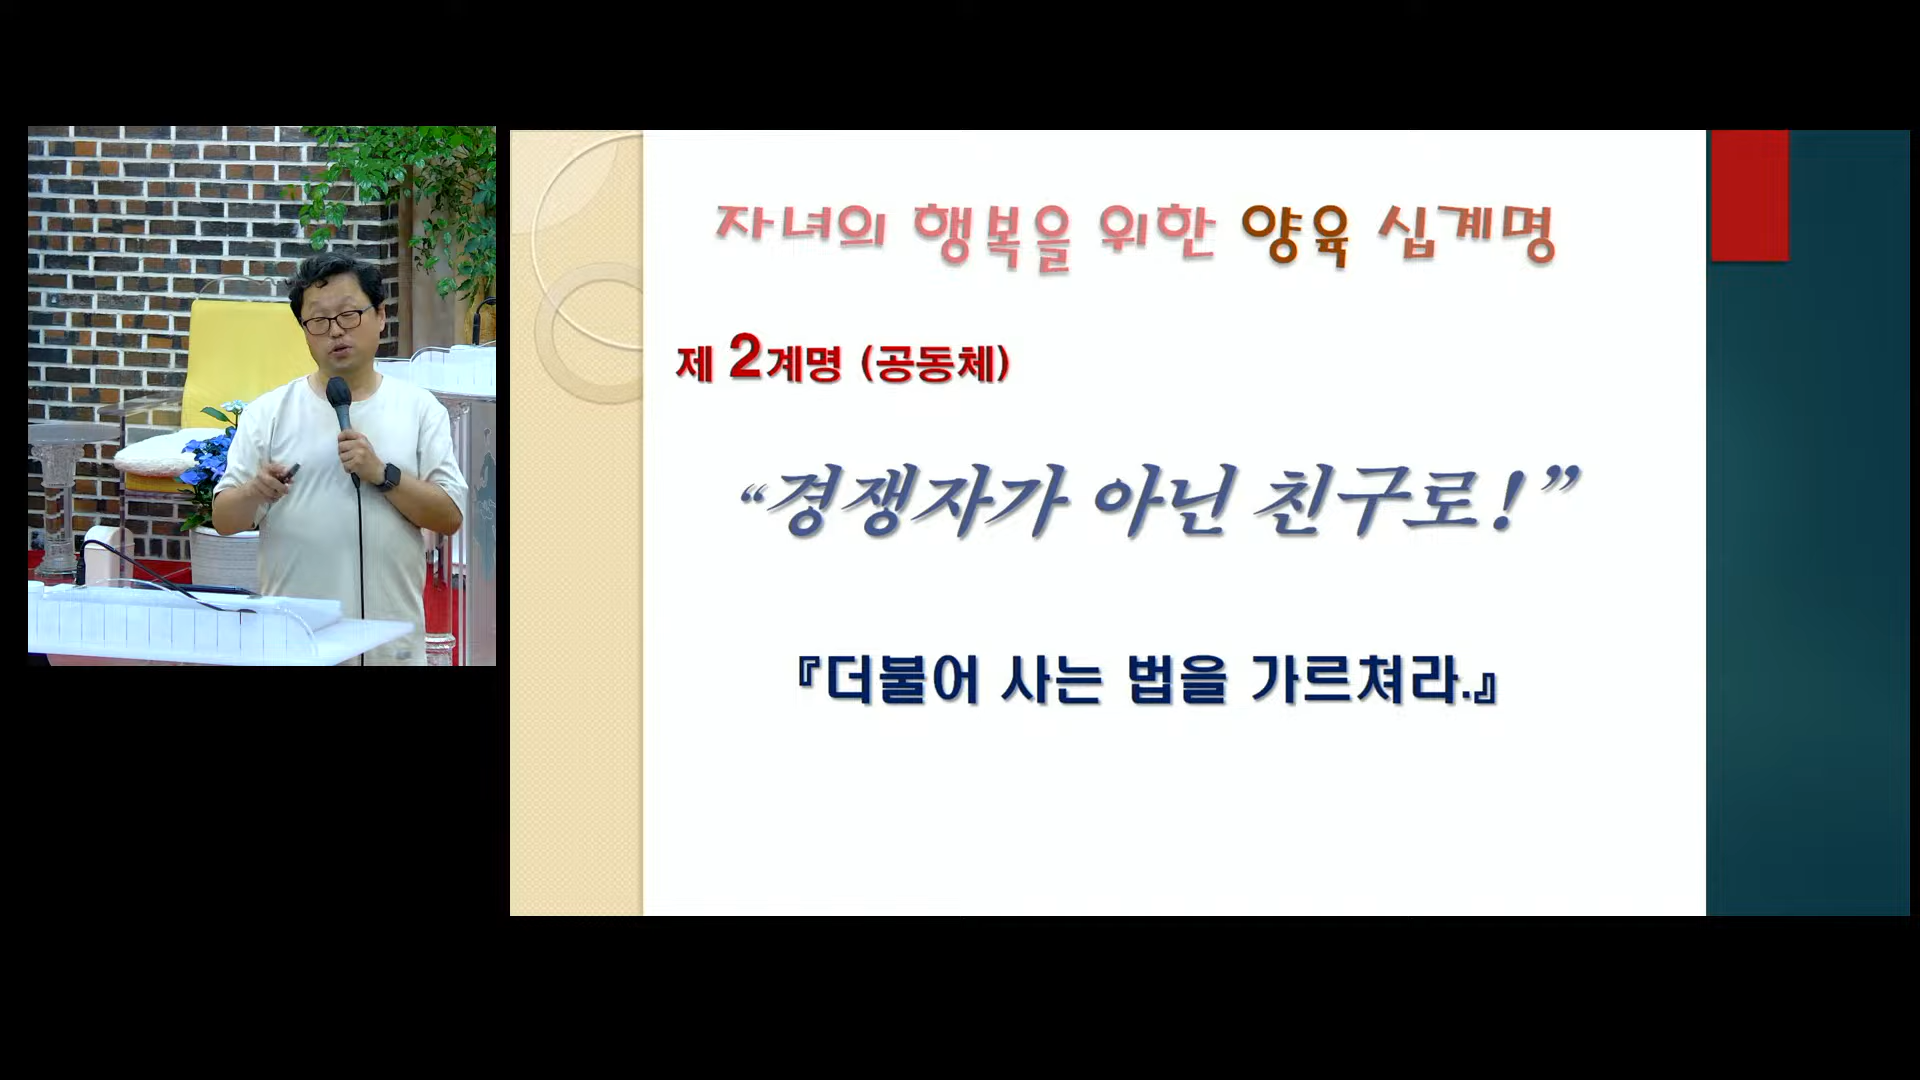 자녀의 행복을 위한 양육 십계명
제 2계명 (공동체)
“경쟁자가 아닌 친구로!”
『더불어 사는 법을 가르쳐라.』